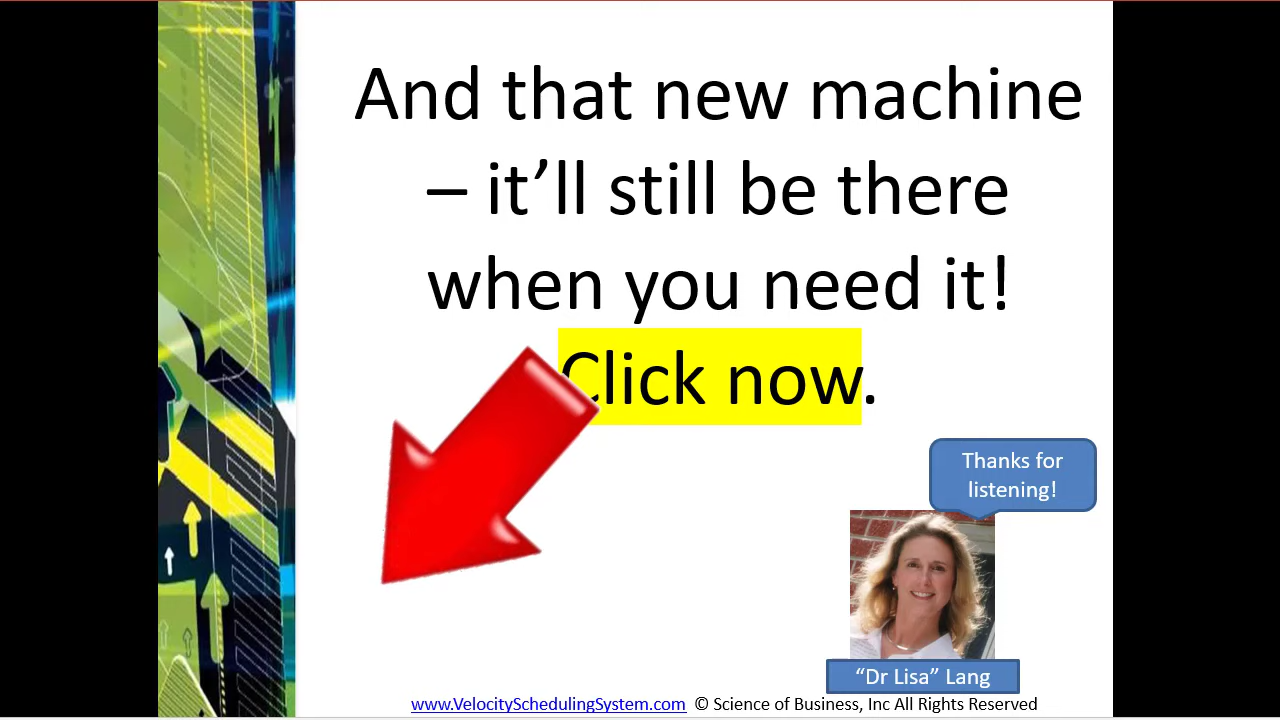 And that new machine
– it’ll still be there
when you need it!
Click now.
Thanks for
listening!
“Dr Lisa” Lang
www.VelocitySchedulingSystem.com © Science of Business, Inc All Rights Reserved